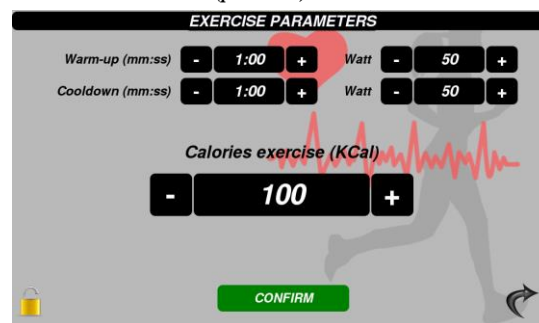 EXERCISE PARAMETERS
Warm-up (mm:ss) - 1:00 + Watt - 50 +
Cooldown (mm:ss) - 1:00 + Watt - 50 +
Calories exercise (KCal)
- 100 +
CONFIRM